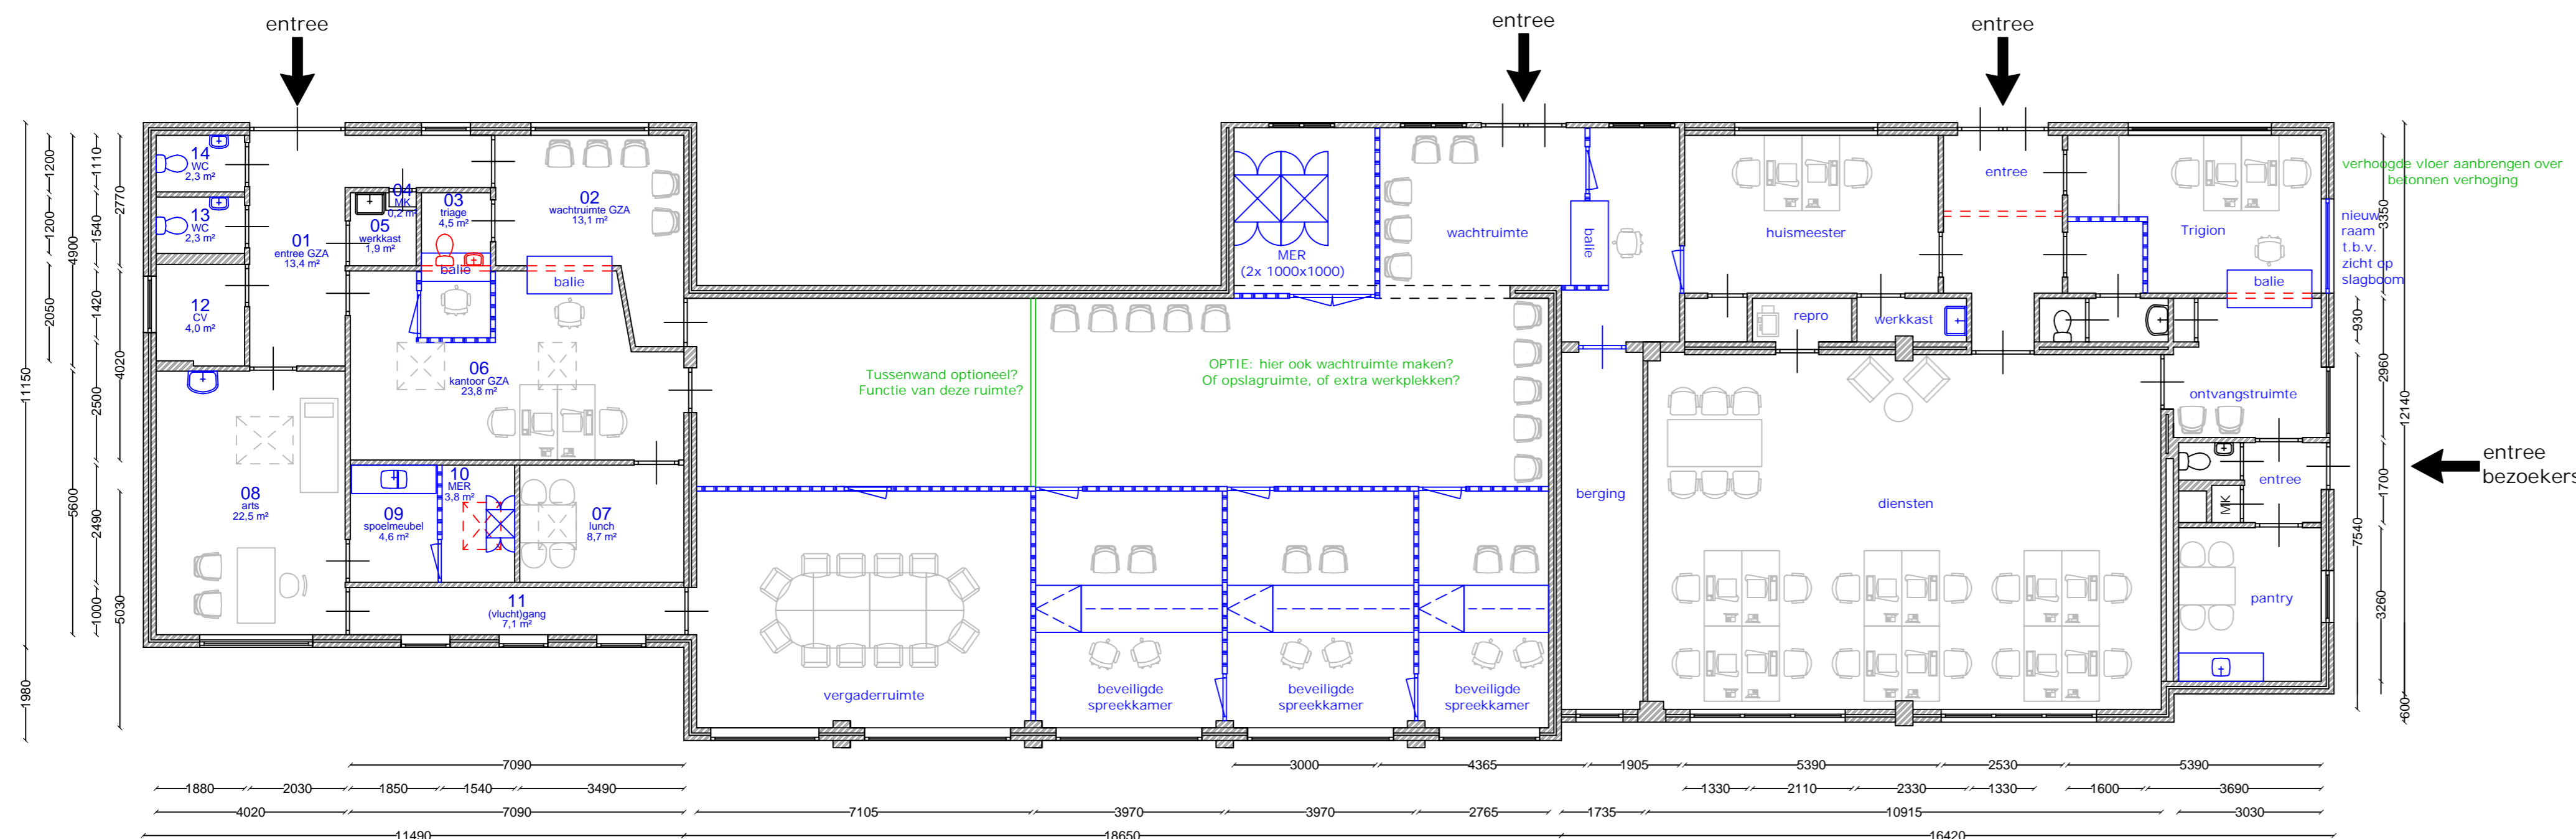 entree
entree
entree
14
WC
2,3 m²
13
WC
2,3 m²
01
entree GZA
13,4 m²
04
MK
0,2 m²
05
werkkast
1,9 m²
03
triage
4,5 m²
balie
02
wachtruimte GZA
13,1 m²
balie
12
CV
4,0 m²
06
kantoor GZA
23,8 m²
08
arts
22,5 m²
09
spoelmeubel
4,6 m²
10
MER
3,8 m²
07
lunch
8,7 m²
11
(vlucht)gang
7,1 m²
Tussenwand optioneel?
Functie van deze ruimte?
OPTIE: hier ook wachtruimte maken?
Of opslagruimte, of extra werkplekken?
MER
(2x 1000x1000)
wachtruimte
balie
huismeester
entree
Trigion
balie
verhoogde vloer aanbrengen over
betonnen verhoging
nieuw
raam
t.b.v.
zicht op
slagboom
repro
werkkast
ontvangstruimte
entree
MK
entree
bezoekers
pantry
berging
diensten
vergaderruimte
beveiligde
spreekkamer
beveiligde
spreekkamer
beveiligde
spreekkamer
11150
1980
1200
1200
2050
4900
5600
1110
1540
1420
2500
2490
1000
2770
4020
5030
3350
930
2960
12140
1700
7540
3260
600
7090
3000
4365
1905
5390
2530
5390
1880
2030
1850
1540
3490
1330
2110
2330
1330
1600
3690
4020
7090
7105
3970
3970
2765
1735
10915
3030
11490
18650
16420